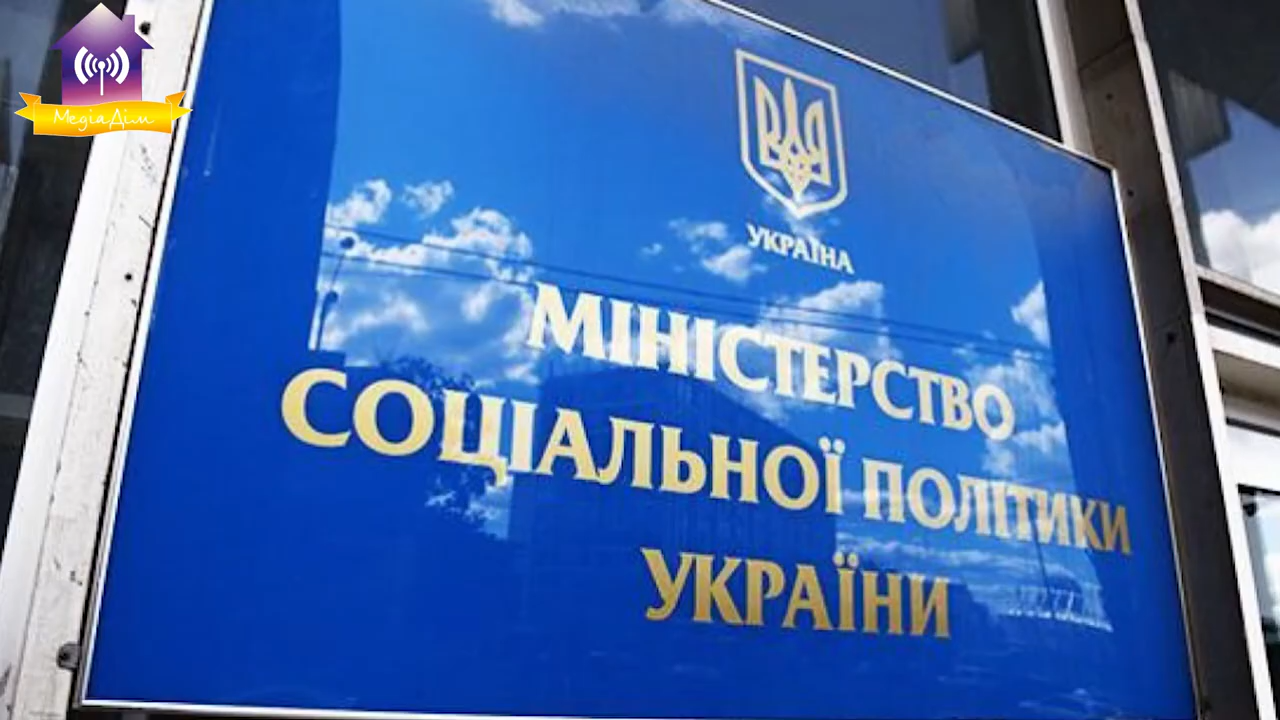 МедіаДім
УКРАЇНА
МІНІСТЕРСТВО
СОЦІАЛЬНОЇ ПОЛІТИКИ
УКРАЇНИ